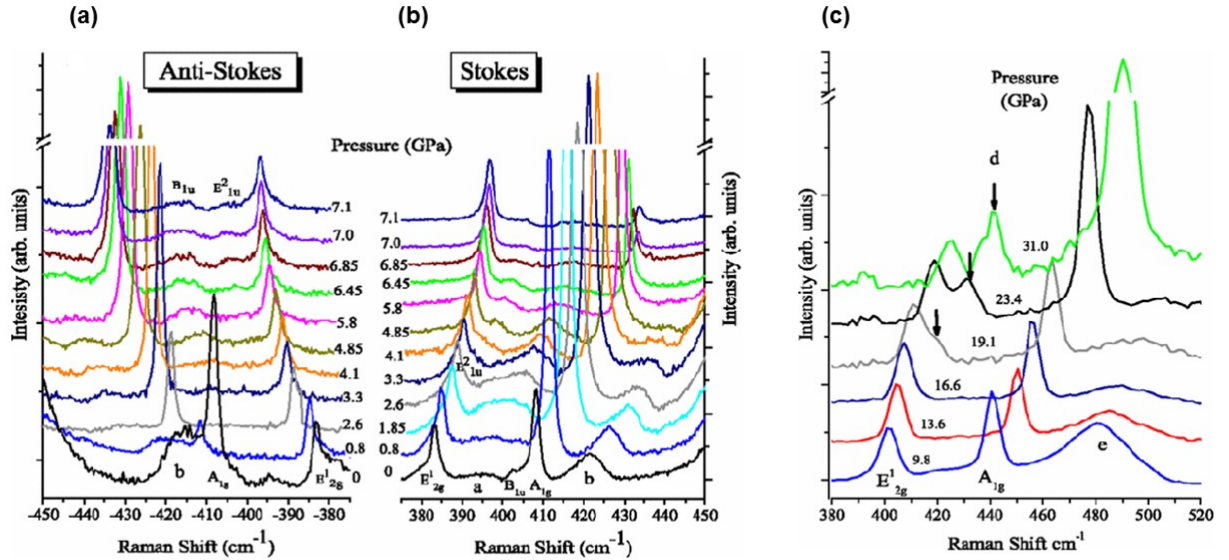 (a)
(b)
(c)
Anti-Stokes
Stokes
Pressure (GPa)
Pressure
(GPa)
Intesisty (arb. units)
Intensity (arb. units)
Intensity (arb. units)
B1u
E²1u
7.1
7.0
6.85
6.45
5.8
4.85
4.1
3.3
2.6
0.8
0
b
A1g
E¹2g
-450 -440 -430 -420 -410 -400 -390 -380
Raman Shift (cm⁻¹)
7.1
7.0
6.85
6.45
5.8
4.85
4.1
3.3
2.6
1.85
0.8
0
E²1u
E¹2g
a
B1u
A1g
b
380 390 400 410 420 430 440 450
Raman Shift (cm⁻¹)
d
31.0
23.4
19.1
16.6
13.6
9.8
E¹2g
A1g
e
380 400 420 440 460 480 500 520
Raman Shift cm⁻¹